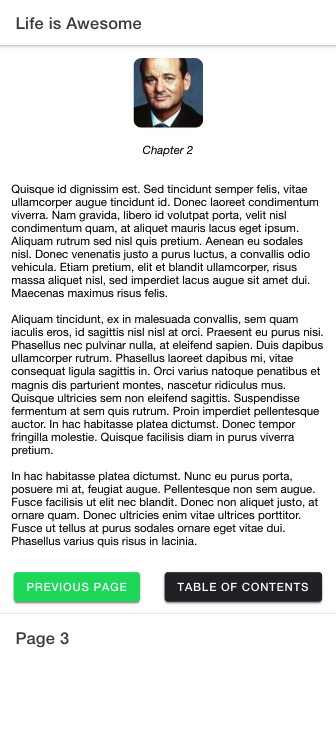 Life is Awesome
Chapter 2
Quisque id dignissim est. Sed tincidunt semper felis, vitae
ullamcorper augue tincidunt id. Donec laoreet condimentum
viverra. Nam gravida, libero id volutpat porta, velit nisl
condimentum quam, at aliquet mauris lacus eget ipsum.
Aliquam rutrum sed nisl quis pretium. Aenean eu sodales
nisl. Donec venenatis justo a purus luctus, a convallis odio
vehicula. Etiam pretium, elit et blandit ullamcorper, risus
massa aliquet nisl, sed imperdiet lacus augue sit amet dui.
Maecenas maximus risus felis.
Aliquam tincidunt, ex in malesuada convallis, sem quam
iaculis eros, id sagittis nisl nisl at orci. Praesent eu purus nisi.
Phasellus nec pulvinar nulla, at eleifend sapien. Duis dapibus
ullamcorper rutrum. Phasellus laoreet dapibus mi, vitae
consequat ligula sagittis in. Orci varius natoque penatibus et
magnis dis parturient montes, nascetur ridiculus mus.
Quisque ultricies sem non eleifend sagittis. Suspendisse
fermentum at sem quis rutrum. Proin imperdiet pellentesque
auctor. In hac habitasse platea dictumst. Donec tempor
fringilla molestie. Quisque facilisis diam in purus viverra
pretium.
In hac habitasse platea dictumst. Nunc eu purus porta,
posuere mi at, feugiat augue. Pellentesque non sem augue.
Fusce facilisis ut elit nec blandit. Donec non aliquet justo, at
ornare quam. Donec ultricies enim vitae ultrices porttitor.
Fusce ut tellus at purus sodales ornare eget vitae dui.
Phasellus varius quis risus in lacinia.
PREVIOUS PAGE TABLE OF CONTENTS
Page 3